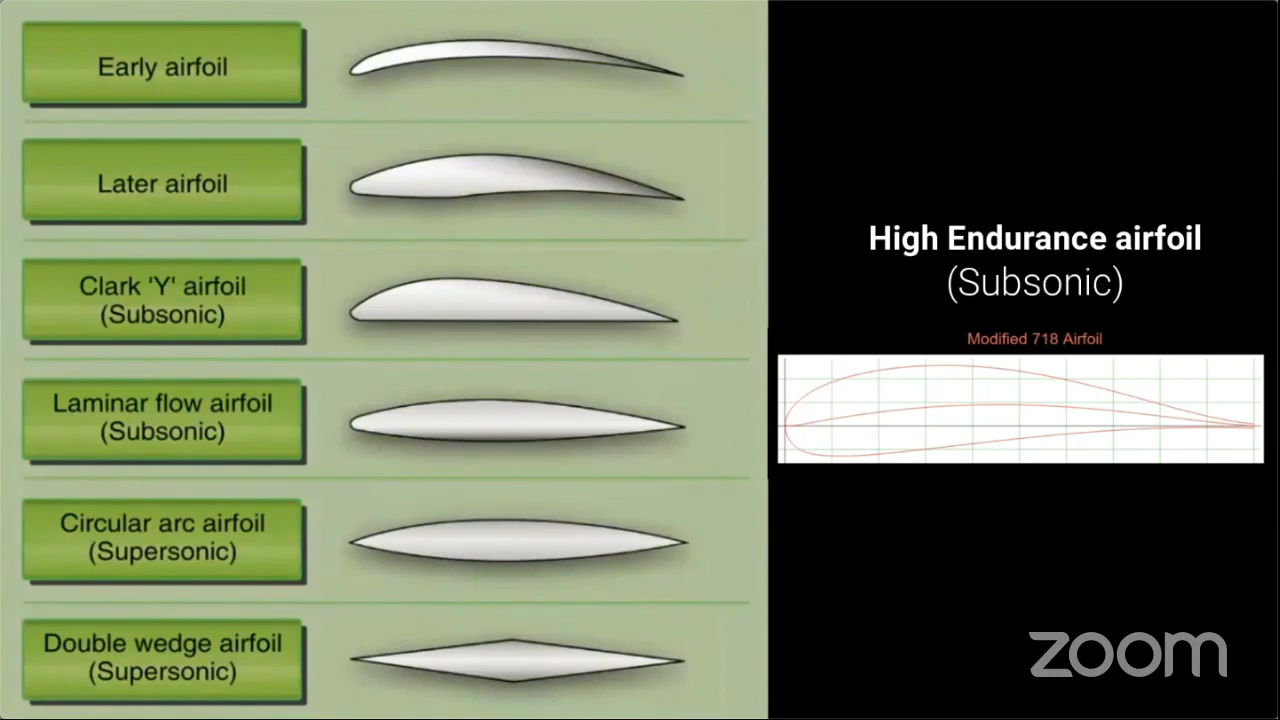 Early airfoil
Later airfoil
Clark 'Y' airfoil
(Subsonic)
Laminar flow airfoil
(Subsonic)
Circular arc airfoil
(Supersonic)
Double wedge airfoil
(Supersonic)
High Endurance airfoil
(Subsonic)
Modified 718 Airfoil
zoom